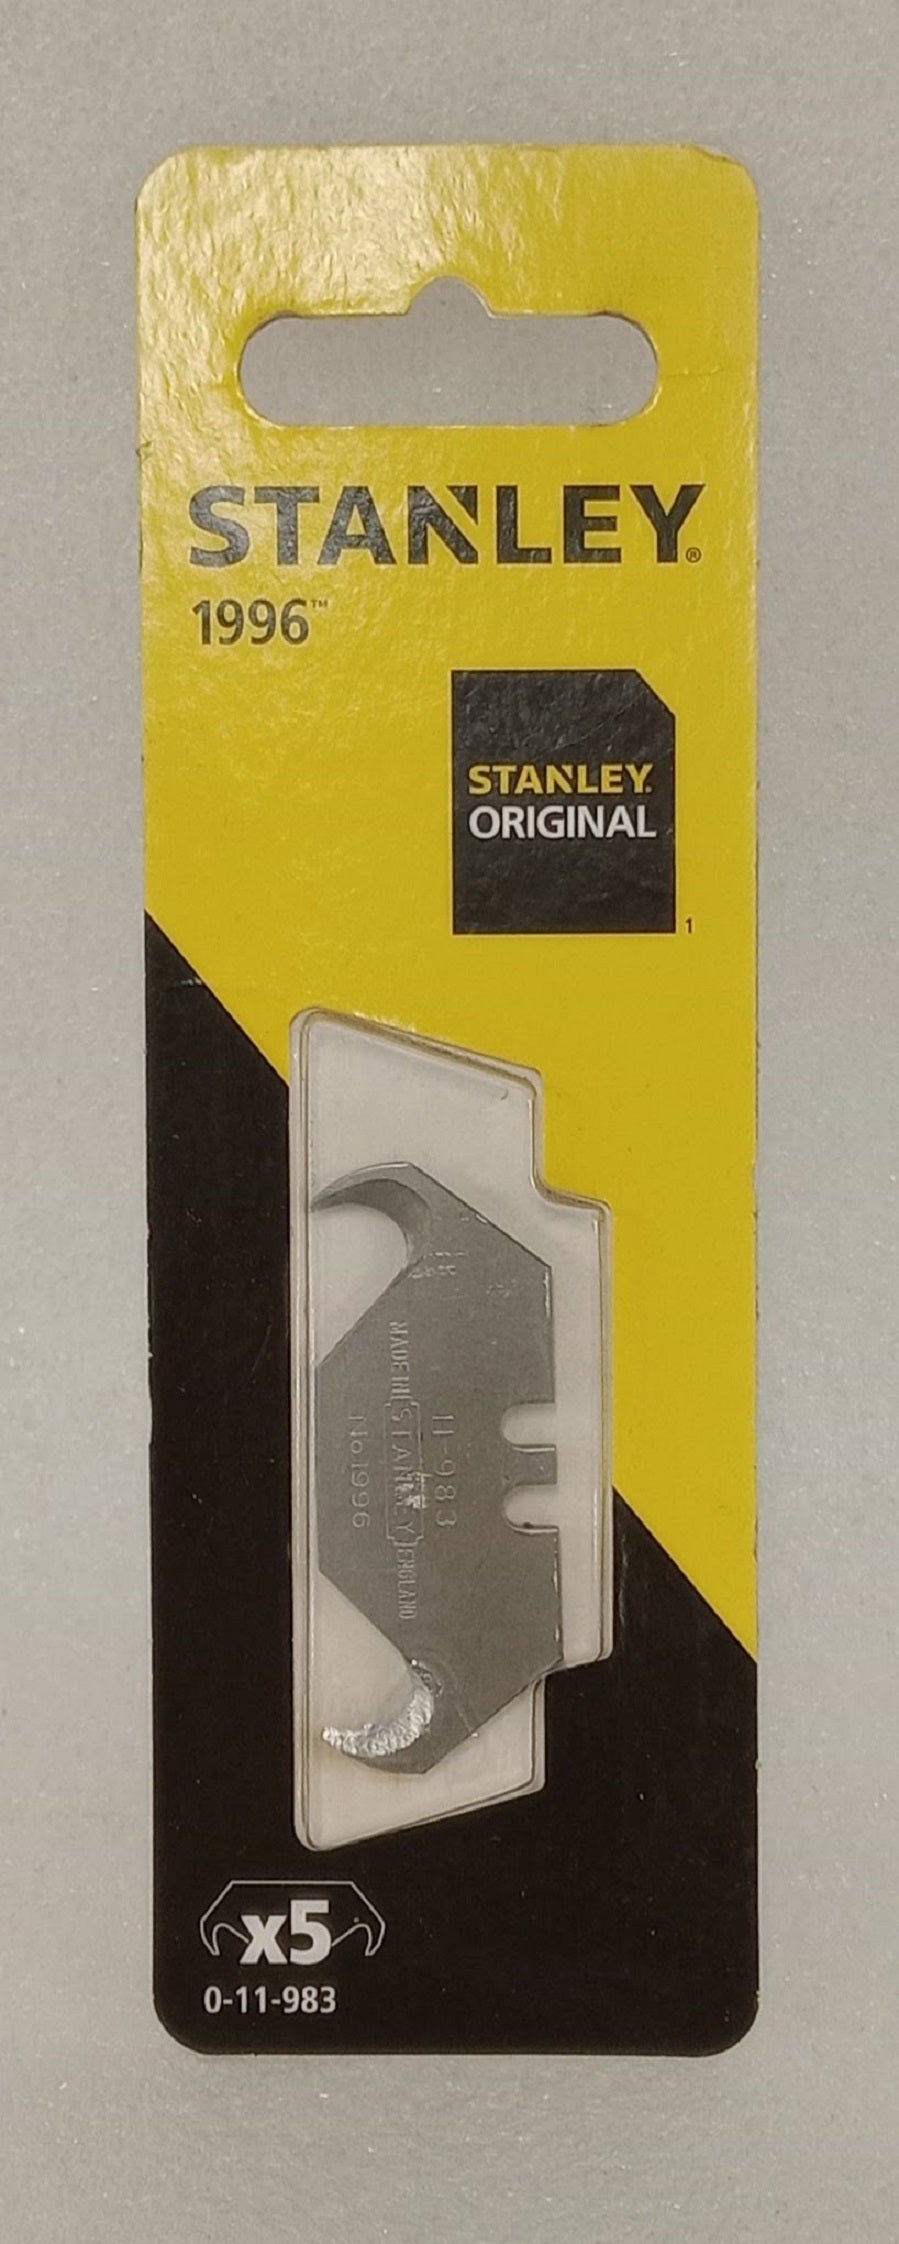 STANLEY®
1996™
STANLEY.
ORIGINAL
1
11-983
MADE IN STANLEY ENGLAND
No 1996
x5
0-11-983